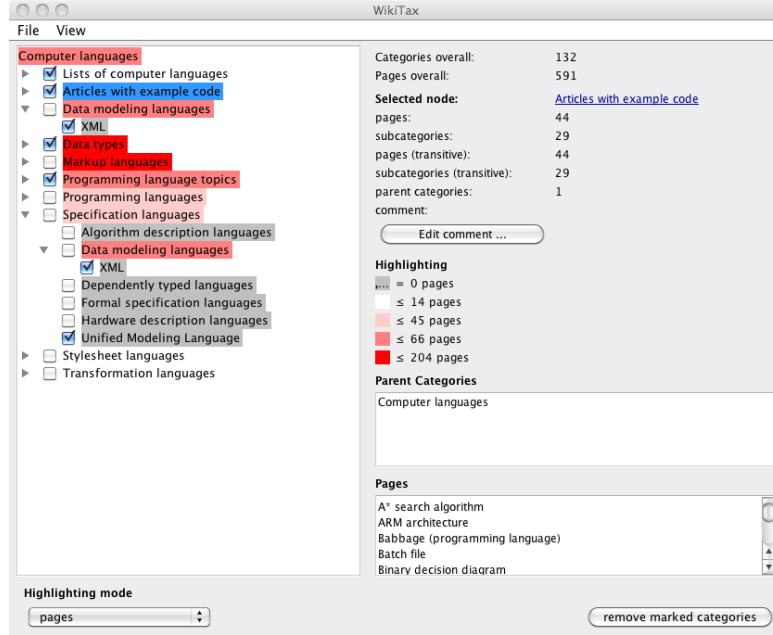 WikiTax
File View
Computer languages
Lists of computer languages
Articles with example code
Data modeling languages
XML
Data types
Markup languages
Programming language topics
Programming languages
Specification languages
Algorithm description languages
Data modeling languages
XML
Dependently typed languages
Formal specification languages
Hardware description languages
Unified Modeling Language
Stylesheet languages
Transformation languages
Categories overall: 132
Pages overall: 591
Selected node: Articles with example code
pages: 44
subcategories: 29
pages (transitive): 44
subcategories (transitive): 29
parent categories: 1
comment:
Edit comment ...
Highlighting
,... = 0 pages
≤ 14 pages
≤ 45 pages
≤ 66 pages
≤ 204 pages
Parent Categories
Computer languages
Pages
A* search algorithm
ARM architecture
Babbage (programming language)
Batch file
Binary decision diagram
Highlighting mode
pages
remove marked categories